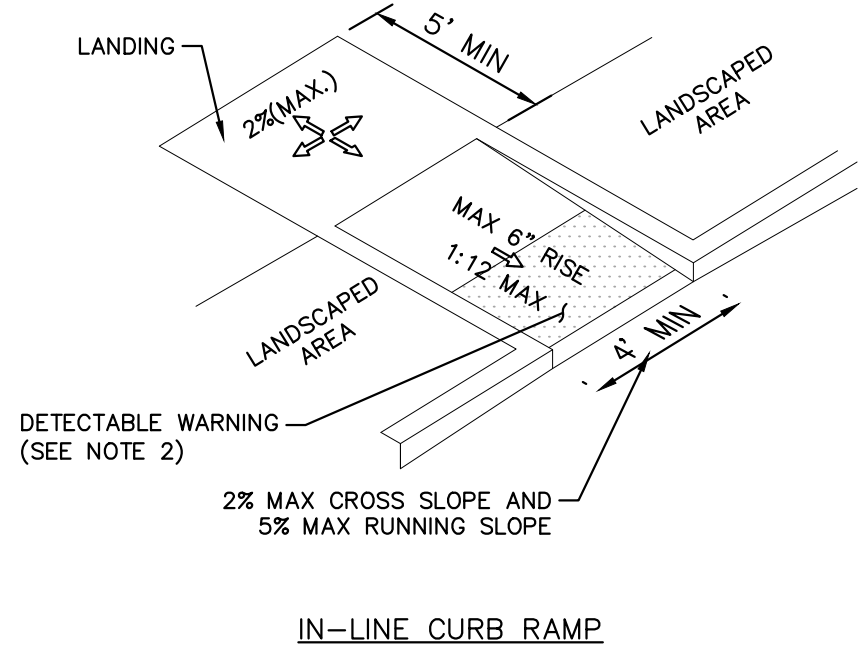 5' MIN
LANDING
2%(MAX.)
LANDSCAPED
AREA
MAX 6" RISE
1:12 MAX
LANDSCAPED
AREA
4' MIN
DETECTABLE WARNING
(SEE NOTE 2)
2% MAX CROSS SLOPE AND
5% MAX RUNNING SLOPE
IN-LINE CURB RAMP